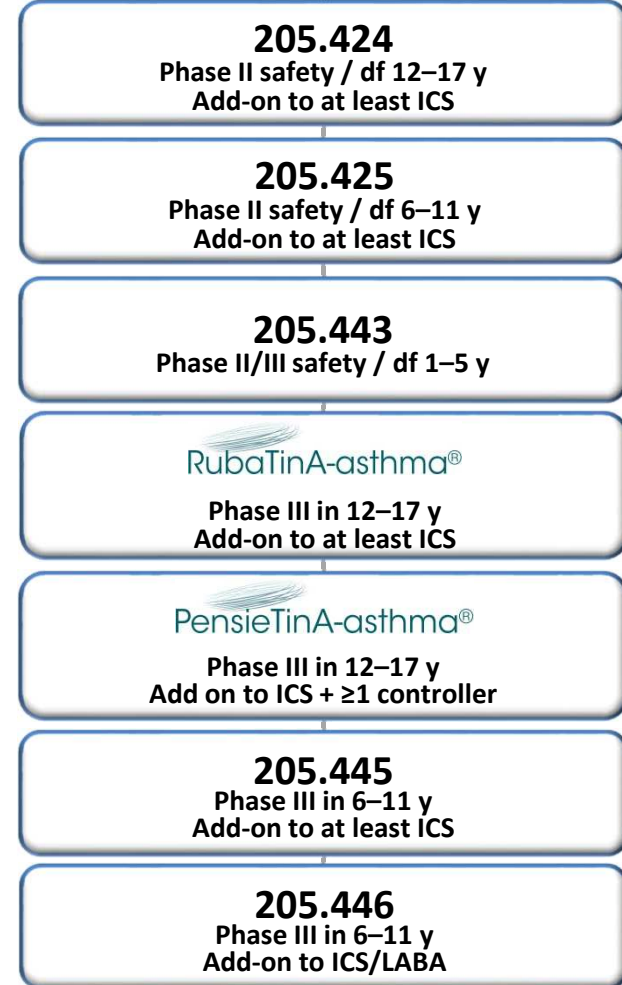 205.424
Phase II safety / df 12–17 y
Add-on to at least ICS
205.425
Phase II safety / df 6–11 y
Add-on to at least ICS
205.443
Phase II/III safety / df 1–5 y
RubaTinA-asthma®
Phase III in 12–17 y
Add-on to at least ICS
PensieTinA-asthma®
Phase III in 12–17 y
Add on to ICS + ≥1 controller
205.445
Phase III in 6–11 y
Add-on to at least ICS
205.446
Phase III in 6–11 y
Add-on to ICS/LABA